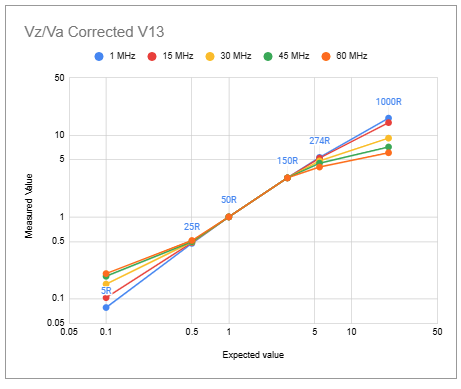 Vz/Va Corrected V13
1 MHz 15 MHz 30 MHz 45 MHz 60 MHz
50
10
5
1
0.5
0.1
0.05
Measured Value
1000R
274R
150R
50R
25R
5R
0.05 0.1 0.5 1 5 10 50
Expected value